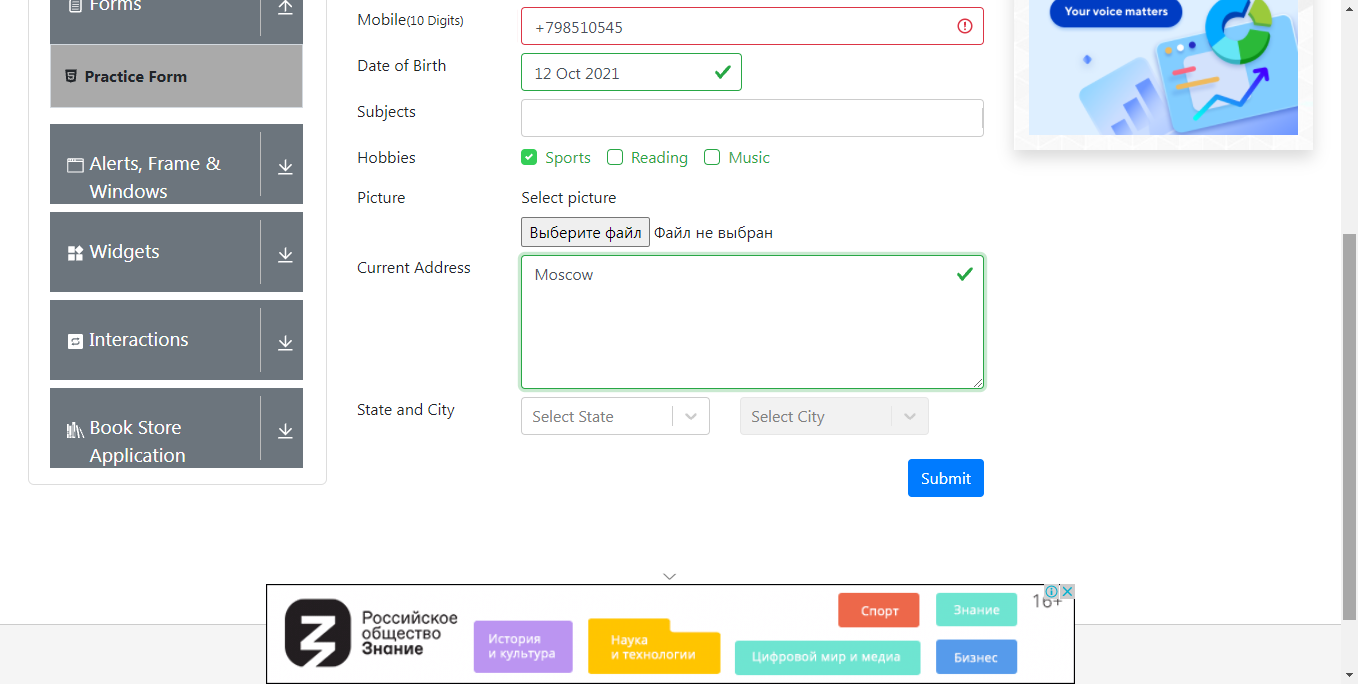 Forms
Practice Form
Alerts, Frame &
Windows
Widgets
Interactions
Book Store
Application
Mobile(10 Digits)
+798510545
Date of Birth
12 Oct 2021
Subjects
Hobbies
Sports
Reading
Music
Picture
Select picture
Выберите файл Файл не выбран
Current Address
Moscow
State and City
Select State
Select City
Submit
Your voice matters
Российское
общество
Знание
История
и культура
Наука
и технологии
Спорт
Знание
Цифровой мир и медиа
Бизнес
16+